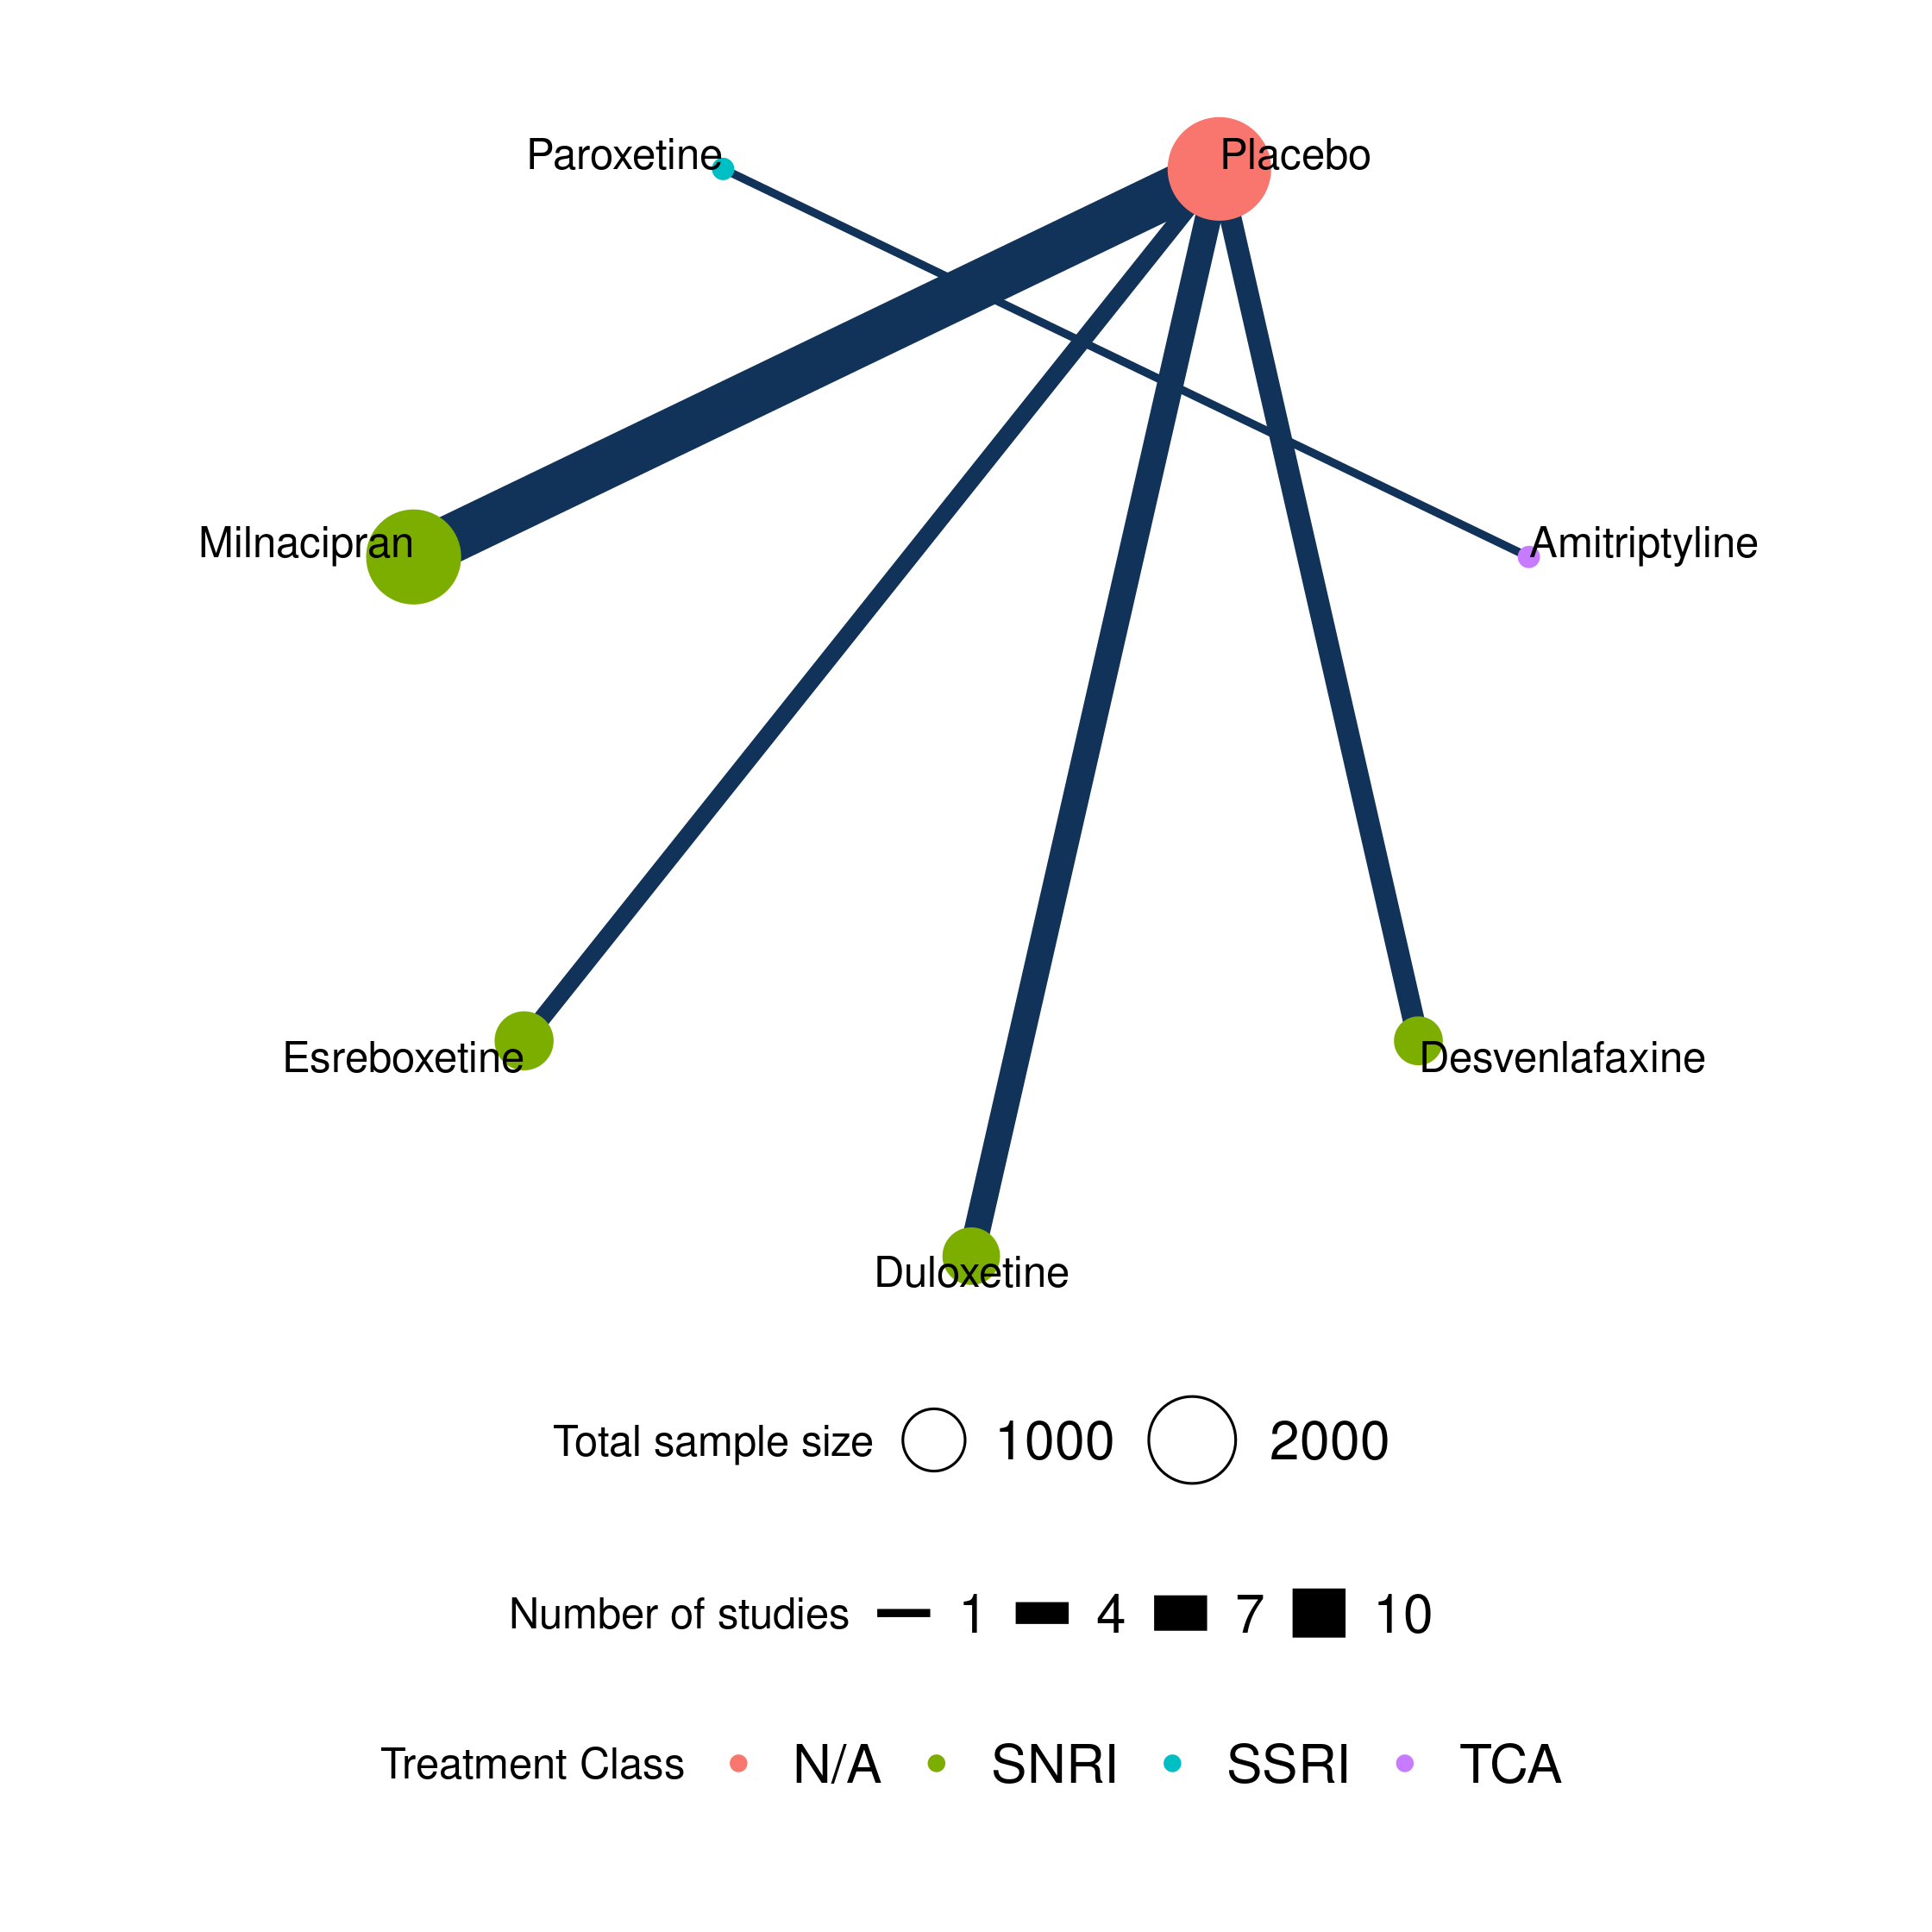 Paroxetine
Placebo
Milnacipran
Amitriptyline
Esreboxetine
Desvenlafaxine
Duloxetine
Total sample size 1000 2000
Number of studies 1 4 7 10
Treatment Class N/A SNRI SSRI TCA